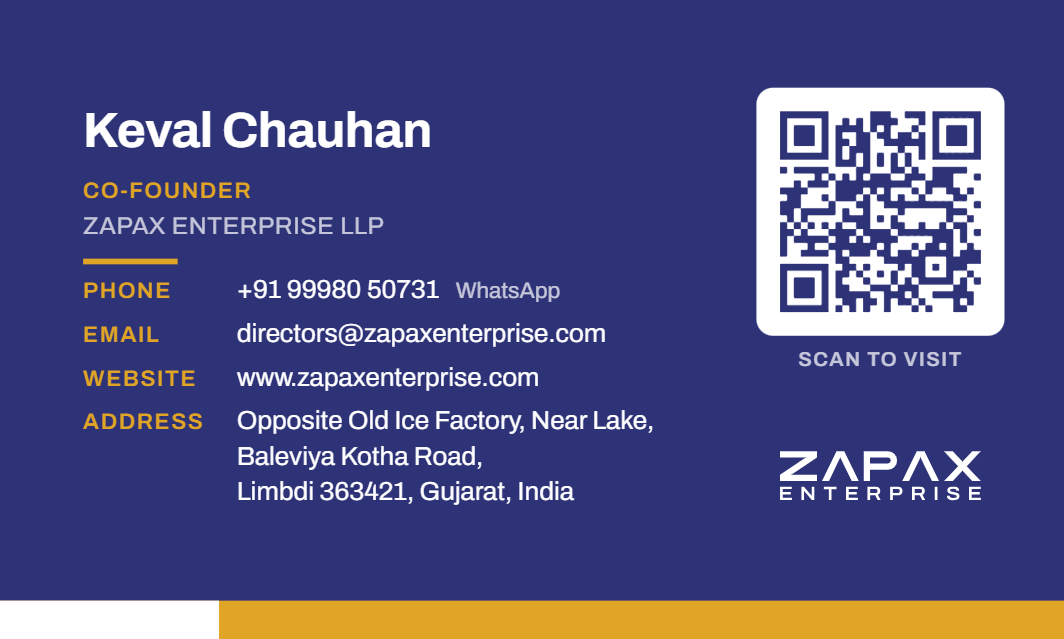 Keval Chauhan
CO-FOUNDER
ZAPAX ENTERPRISE LLP
PHONE +91 99980 50731 WhatsApp
EMAIL directors@zapaxenterprise.com
WEBSITE www.zapaxenterprise.com
ADDRESS Opposite Old Ice Factory, Near Lake,
Baleviya Kotha Road,
Limbdi 363421, Gujarat, India
SCAN TO VISIT
ZAPAX
ENTERPRISE